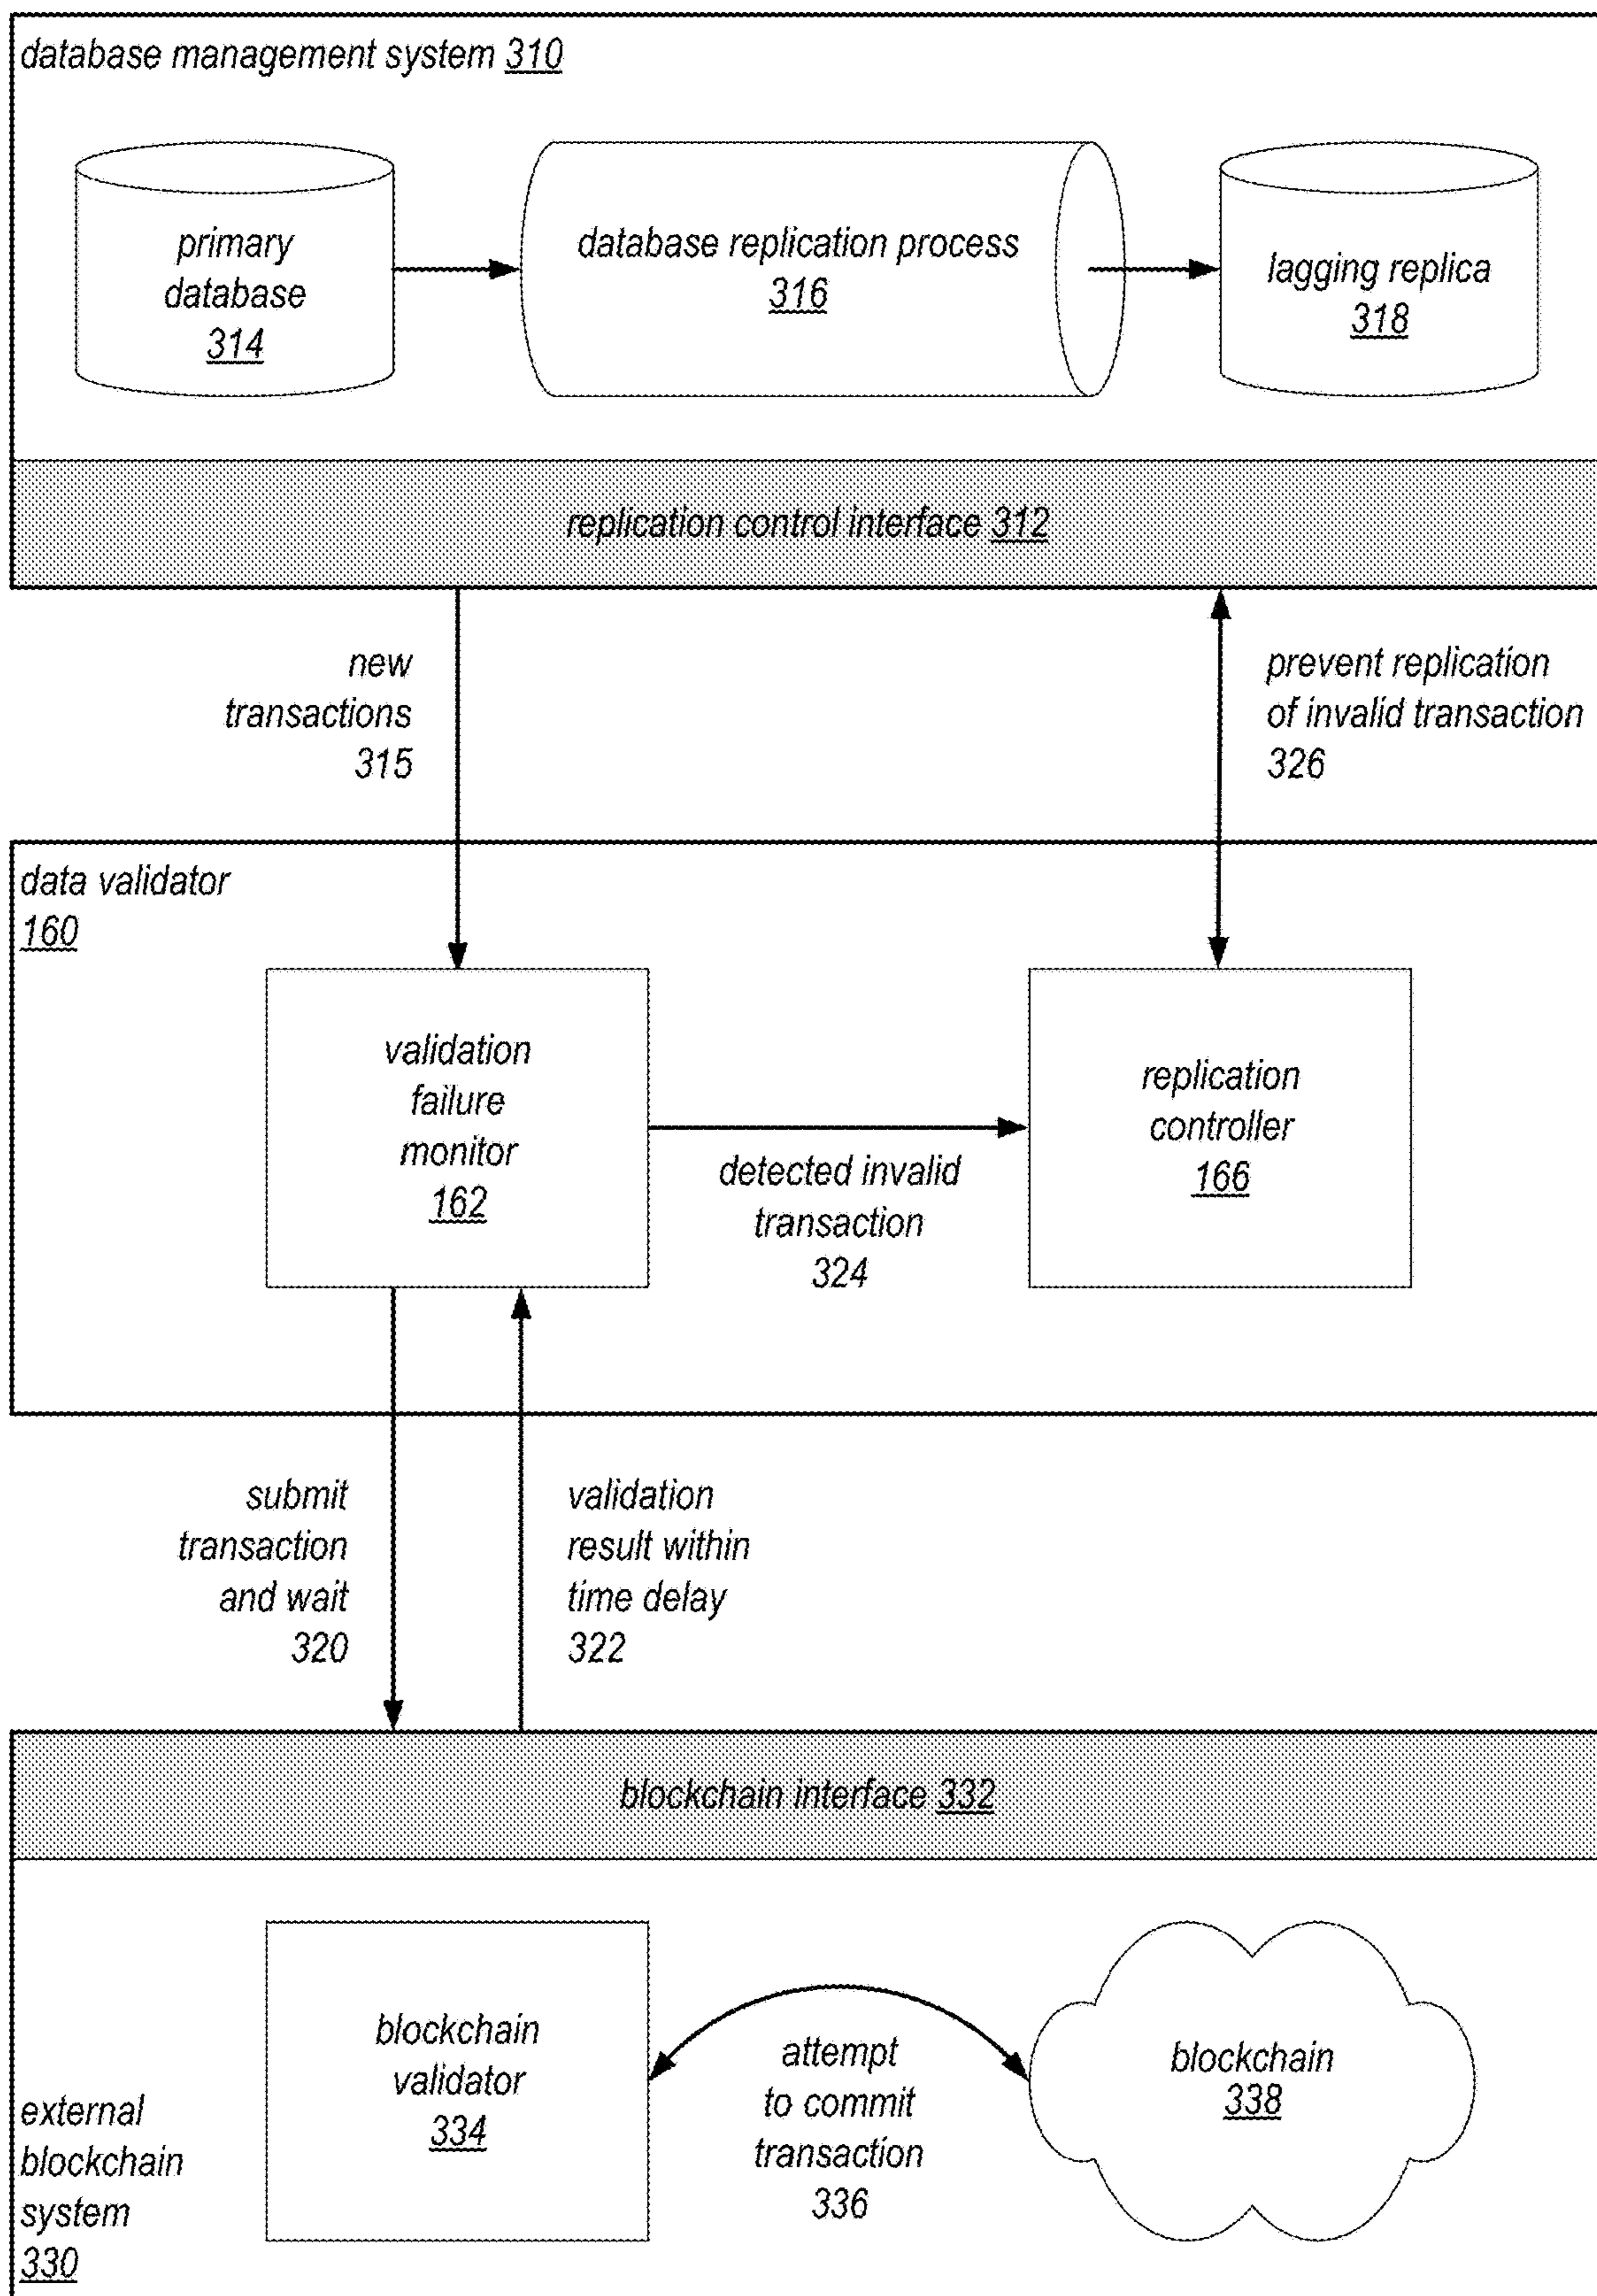 database management system 310
primary
database
314
database replication process
316
lagging replica
318
replication control interface 312
new
transactions
315
prevent replication
of invalid transaction
326
data validator
160
validation
failure
monitor
162
detected invalid
transaction
324
replication
controller
166
submit
transaction
and wait
320
validation
result within
time delay
322
blockchain interface 332
blockchain
validator
334
attempt
to commit
transaction
336
blockchain
338
external
blockchain
system
330